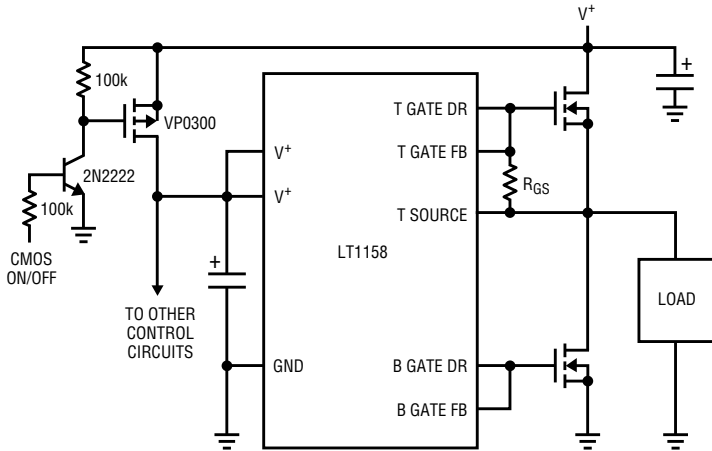 V+
100k
VP0300
2N2222
100k
CMOS
ON/OFF
TO OTHER
CONTROL
CIRCUITS
+
V+
V+
GND
LT1158
T GATE DR
T GATE FB
T SOURCE
B GATE DR
B GATE FB
RGS
+
LOAD